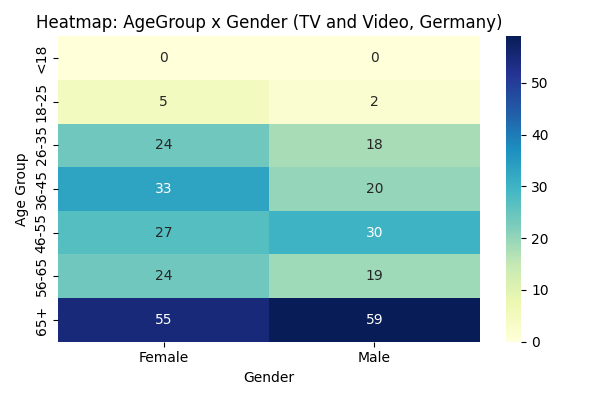 Heatmap: AgeGroup x Gender (TV and Video, Germany)
Age Group
<18 0 0
18-25 5 2
26-35 24 18
36-45 33 20
46-55 27 30
56-65 24 19
65+ 55 59
Female Male
Gender
50
40
30
20
10
0